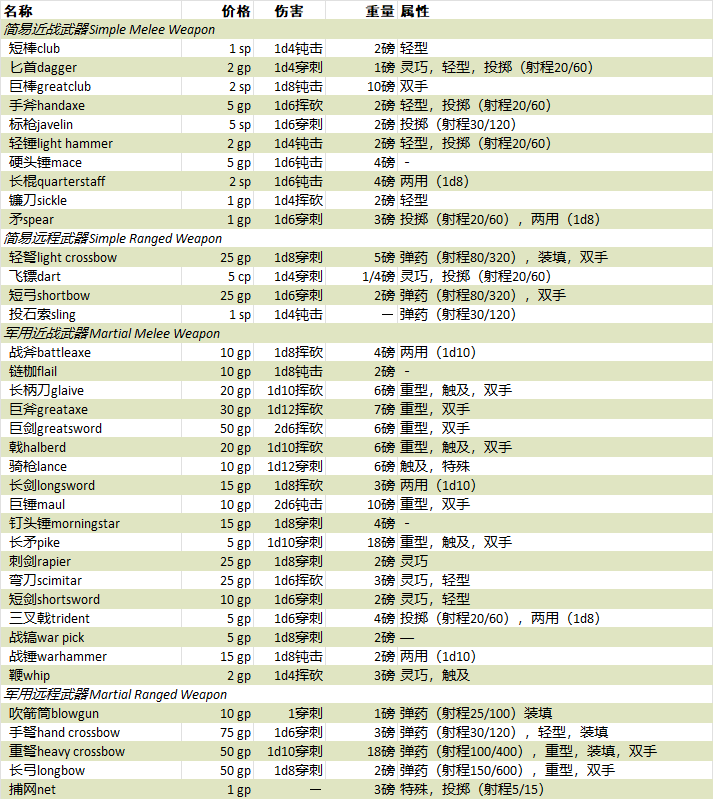 名称 价格 伤害 重量 属性
简易近战武器Simple Melee Weapon
短棒club 1 sp 1d4钝击 2磅 轻型
匕首dagger 2 gp 1d4穿刺 1磅 灵巧，轻型，投掷（射程20/60）
巨棒greatclub 2 sp 1d8钝击 10磅 双手
手斧handaxe 5 gp 1d6挥砍 2磅 轻型，投掷（射程20/60）
标枪javelin 5 sp 1d6穿刺 2磅 投掷（射程30/120）
轻锤light hammer 2 gp 1d4钝击 2磅 轻型，投掷（射程20/60）
硬头锤mace 5 gp 1d6钝击 4磅 -
长棍quarterstaff 2 sp 1d6钝击 4磅 两用（1d8）
镰刀sickle 1 gp 1d4挥砍 2磅 轻型
矛spear 1 gp 1d6穿刺 3磅 投掷（射程20/60），两用（1d8）
简易远程武器Simple Ranged Weapon
轻弩light crossbow 25 gp 1d8穿刺 5磅 弹药（射程80/320），装填，双手
飞镖dart 5 cp 1d4穿刺 1/4磅 灵巧，投掷（射程20/60）
短弓shortbow 25 gp 1d6穿刺 2磅 弹药（射程80/320），双手
投石索sling 1 sp 1d4钝击 — 弹药（射程30/120）
军用近战武器Martial Melee Weapon
战斧battleaxe 10 gp 1d8挥砍 4磅 两用（1d10）
链枷flail 10 gp 1d8钝击 2磅 -
长柄刀glaive 20 gp 1d10挥砍 6磅 重型，触及，双手
巨斧greataxe 30 gp 1d12挥砍 7磅 重型，双手
巨剑greatsword 50 gp 2d6挥砍 6磅 重型，双手
戟halberd 20 gp 1d10挥砍 6磅 重型，触及，双手
骑枪lance 10 gp 1d12穿刺 6磅 触及，特殊
长剑longsword 15 gp 1d8挥砍 3磅 两用（1d10）
巨锤maul 10 gp 2d6钝击 10磅 重型，双手
钉头锤morningstar 15 gp 1d8穿刺 4磅 -
长矛pike 5 gp 1d10穿刺 18磅 重型，触及，双手
刺剑rapier 25 gp 1d8穿刺 2磅 灵巧
弯刀scimitar 25 gp 1d6挥砍 3磅 灵巧，轻型
短剑shortsword 10 gp 1d6穿刺 2磅 灵巧，轻型
三叉戟trident 5 gp 1d6穿刺 4磅 投掷（射程20/60），两用（1d8）
战镐war pick 5 gp 1d8穿刺 2磅 —
战锤warhammer 15 gp 1d8钝击 2磅 两用（1d10）
鞭whip 2 gp 1d4挥砍 3磅 灵巧，触及
军用远程武器Martial Ranged Weapon
吹箭筒blowgun 10 gp 1穿刺 1磅 弹药（射程25/100）装填
手弩hand crossbow 75 gp 1d6穿刺 3磅 弹药（射程30/120），轻型，装填
重弩heavy crossbow 50 gp 1d10穿刺 18磅 弹药（射程100/400），重型，装填，双手
长弓longbow 50 gp 1d8穿刺 2磅 弹药（射程150/600），重型，双手
捕网net 1 gp — 3磅 特殊，投掷（射程5/15）